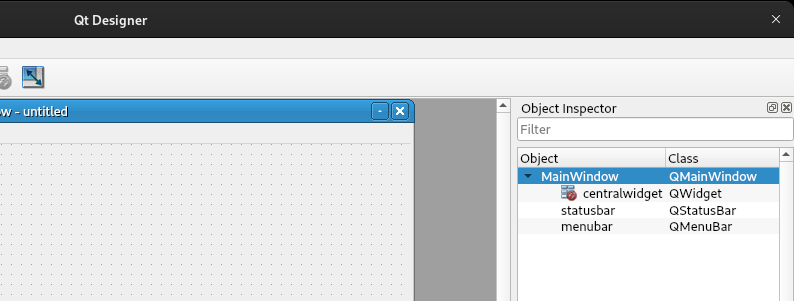 Qt Designer
- untitled
Object Inspector
Filter
Object Class
MainWindow QMainWindow
centralwidget QWidget
statusbar QStatusBar
menubar QMenuBar